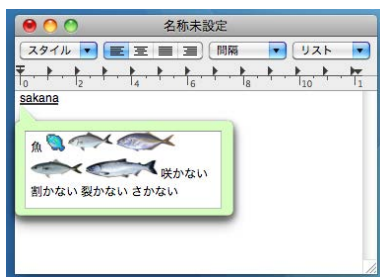 名称未設定
スタイル 間隔 リスト
0 2 4 6 8 10 1
sakana
魚
咲かない
割かない 裂かない さかない